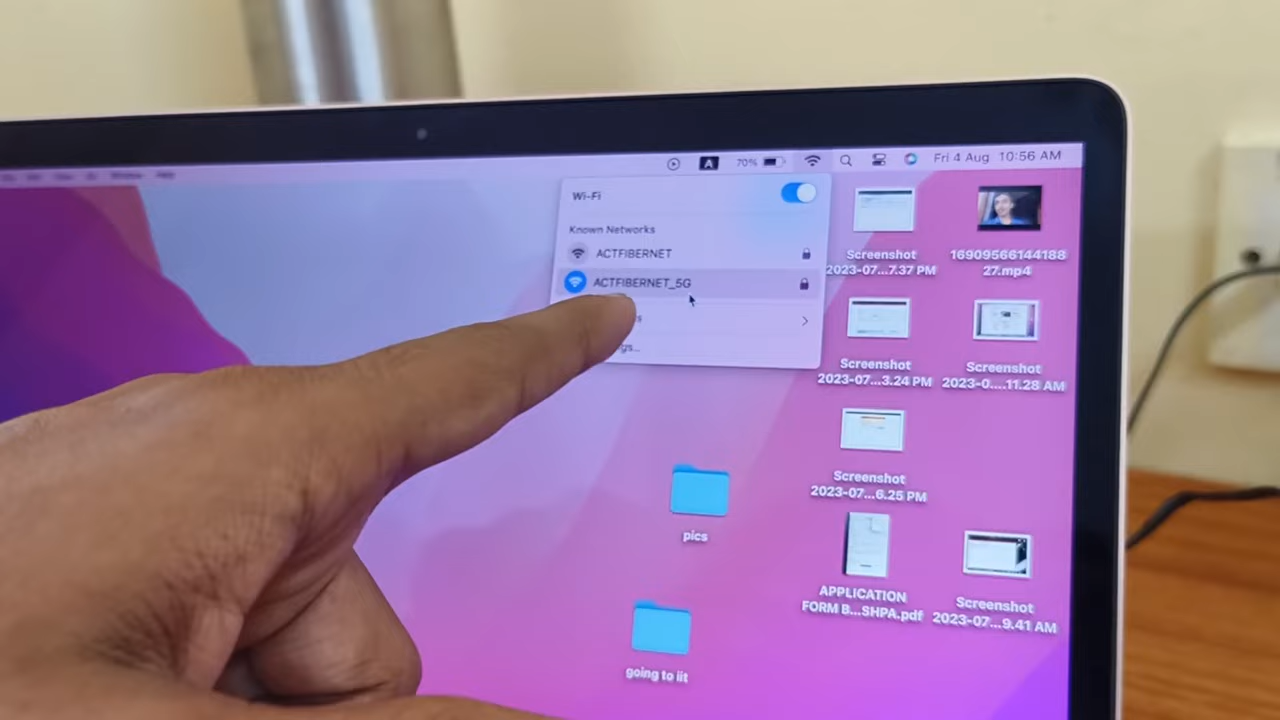 A
70%
Fri 4 Aug 10:56 AM
Wi-Fi
Known Networks
ACTFIBERNET
ACTFIBERNET_5G
Screenshot
2023-07...7.37 PM
16909566144188
27.mp4
Screenshot
2023-07...3.24 PM
Screenshot
2023-0....11.28 AM
Screenshot
2023-07...6.25 PM
pics
APPLICATION
FORM B...SHPA.pdf
Screenshot
2023-07...9.41 AM
going to iit